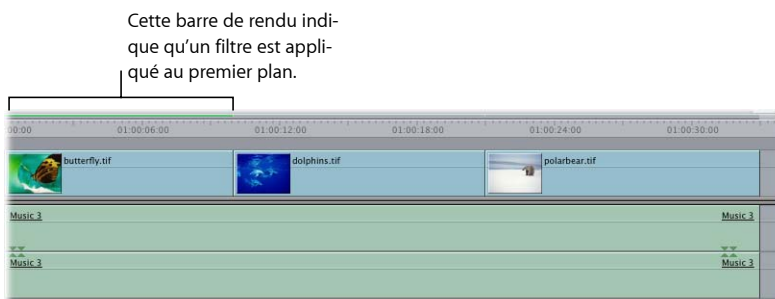 Cette barre de rendu indi-
que qu'un filtre est appli-
qué au premier plan.
00:00 01:00:06:00 01:00:12:00 01:00:18:00 01:00:24:00 01:00:30:00
butterfly.tif dolphins.tif polarbear.tif
Music 3 Music 3
Music 3 Music 3